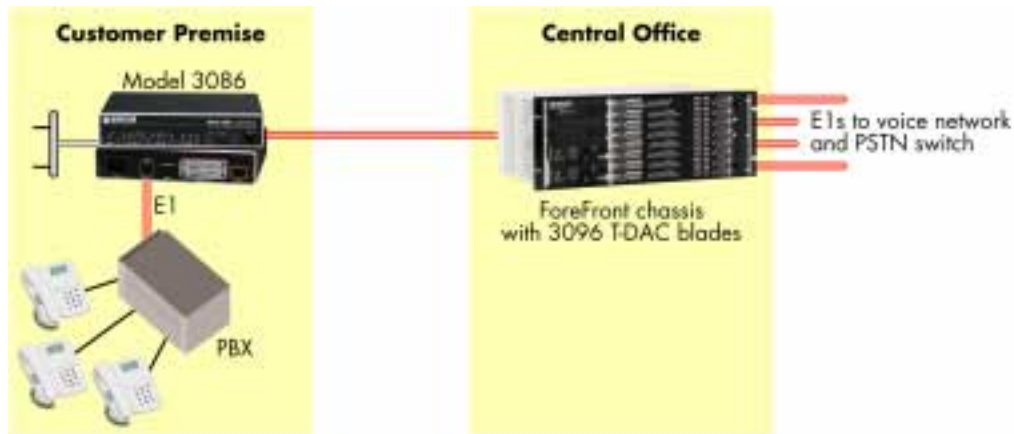 Customer Premise
Central Office
Model 3086
E1s to voice network
and PSTN switch
E1
ForeFront chassis
with 3096 T-DAC blades
PBX